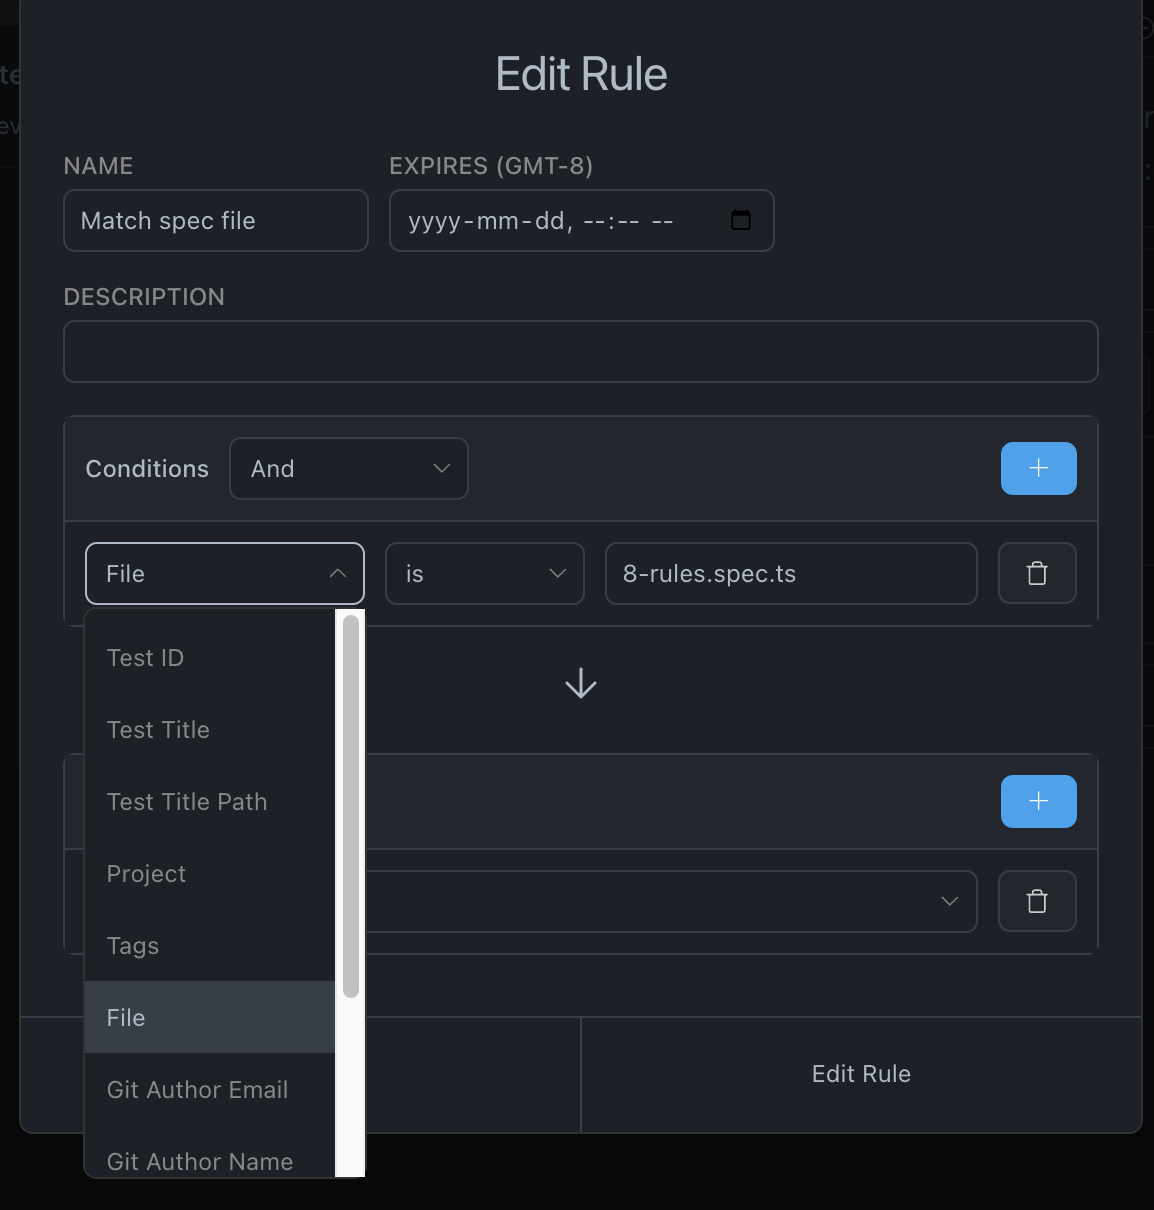 Edit Rule
NAME
EXPIRES (GMT-8)
Match spec file
yyyy-mm-dd, --:-- --
DESCRIPTION
Conditions
And
File
is
8-rules.spec.ts
Test ID
Test Title
Test Title Path
Project
Tags
File
Git Author Email
Git Author Name
Edit Rule